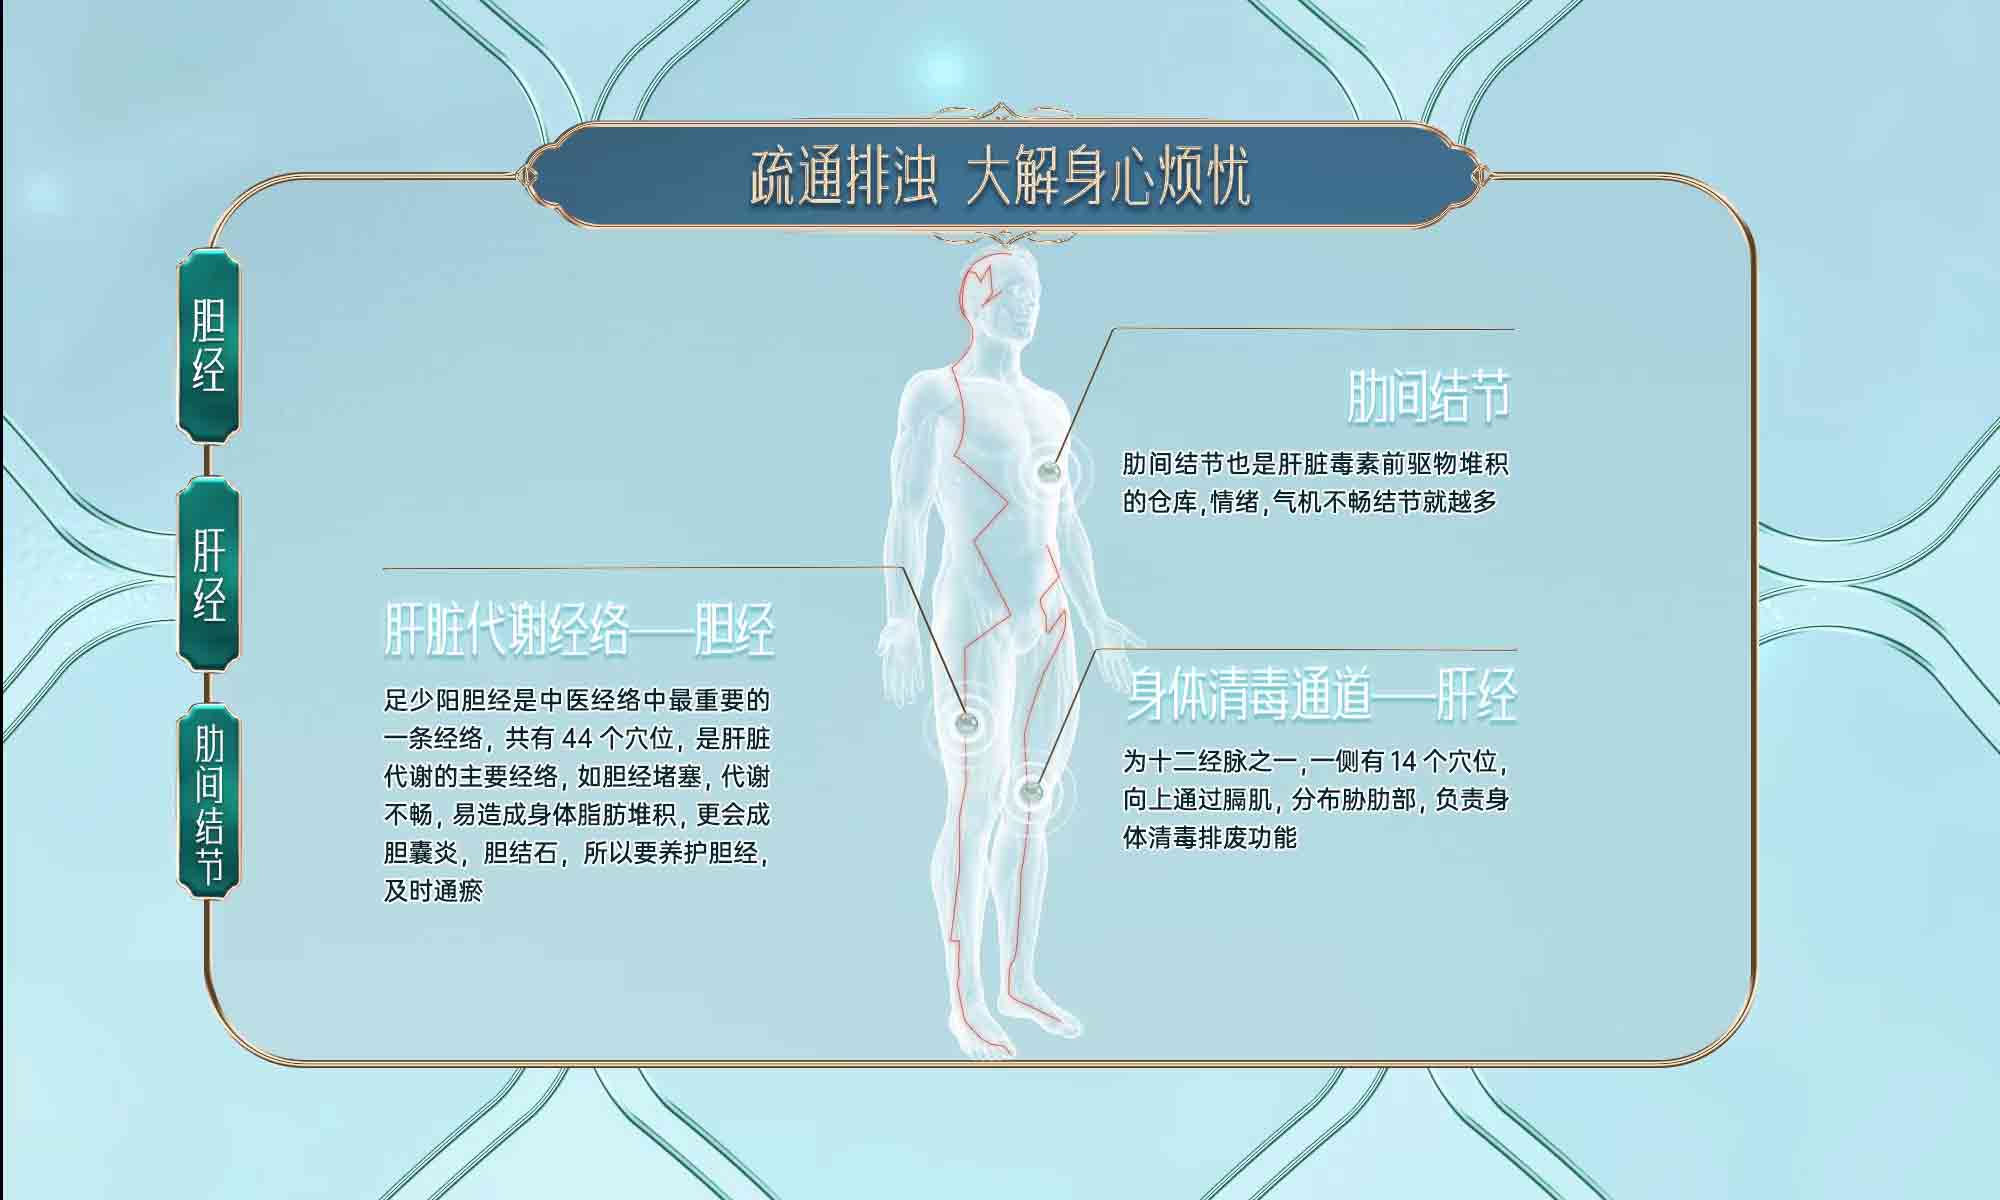 疏通排浊 大解身心烦忧
胆经
肝经
肋间结节
肋间结节
肋间结节也是肝脏毒素前驱物堆积
的仓库,情绪,气机不畅结节就越多
肝脏代谢经络——胆经
足少阳胆经是中医经络中最重要的
一条经络，共有 44 个穴位，是肝脏
代谢的主要经络，如胆经堵塞，代谢
不畅，易造成身体脂肪堆积，更会成
胆囊炎，胆结石，所以要养护胆经，
及时通瘀
身体清毒通道——肝经
为十二经脉之一,一侧有 14 个穴位，
向上通过膈肌，分布胁肋部，负责身
体清毒排废功能